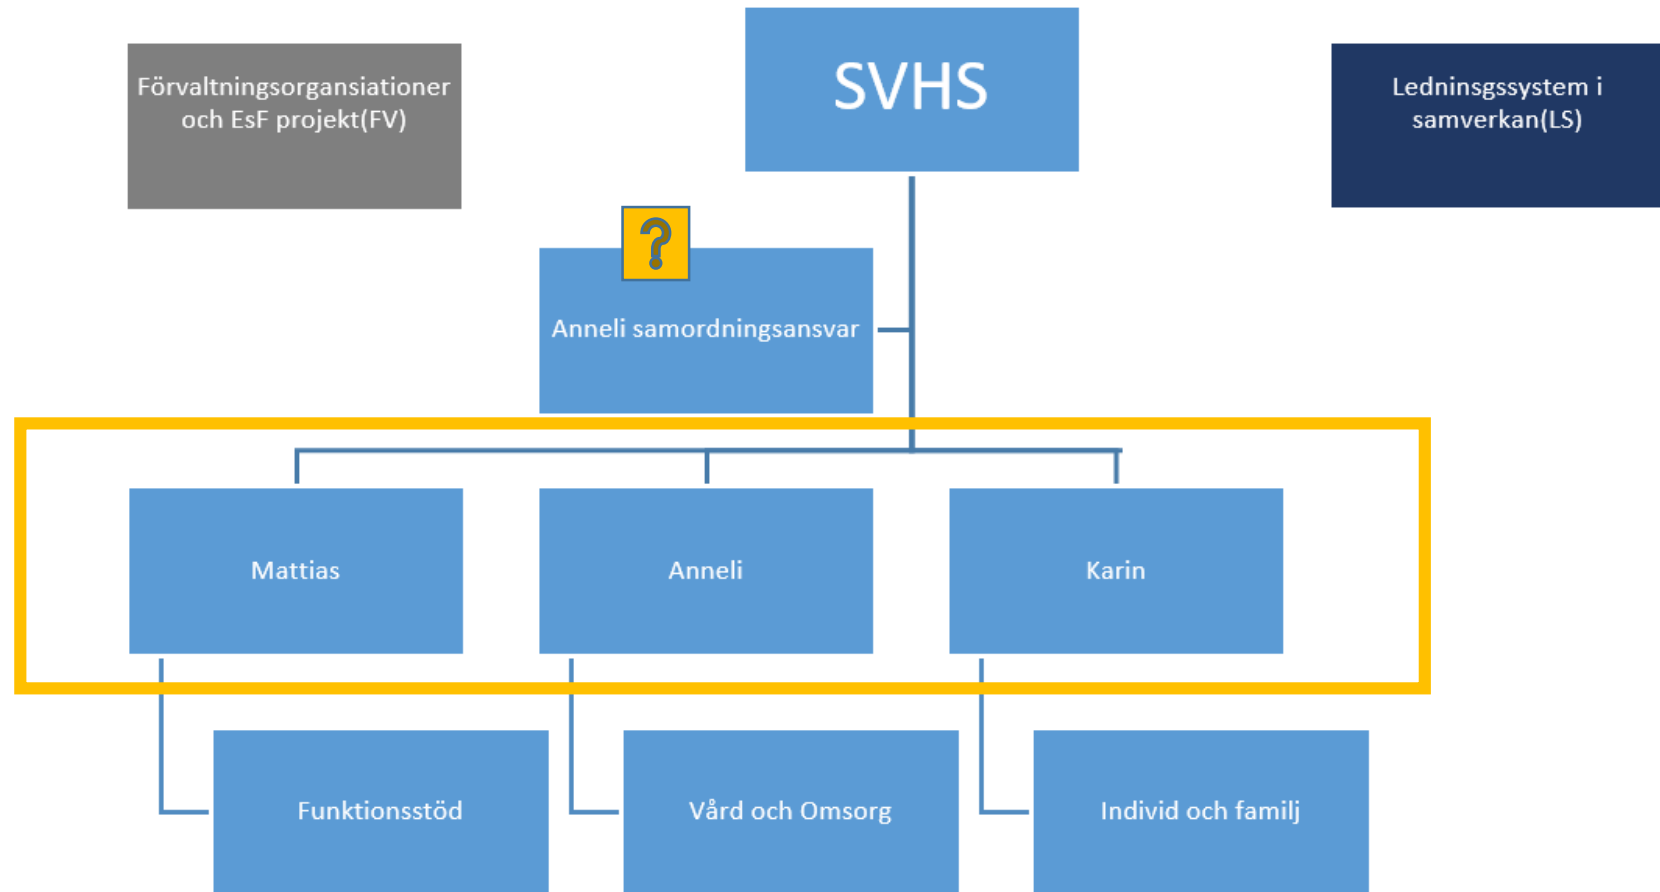 Förvaltningsorgansiationer
och EsF projekt(FV)
SVHS
Ledninsgssystem i
samverkan(LS)
?
Anneli samordningsansvar
Mattias
Anneli
Karin
Funktionsstöd
Vård och Omsorg
Individ och familj